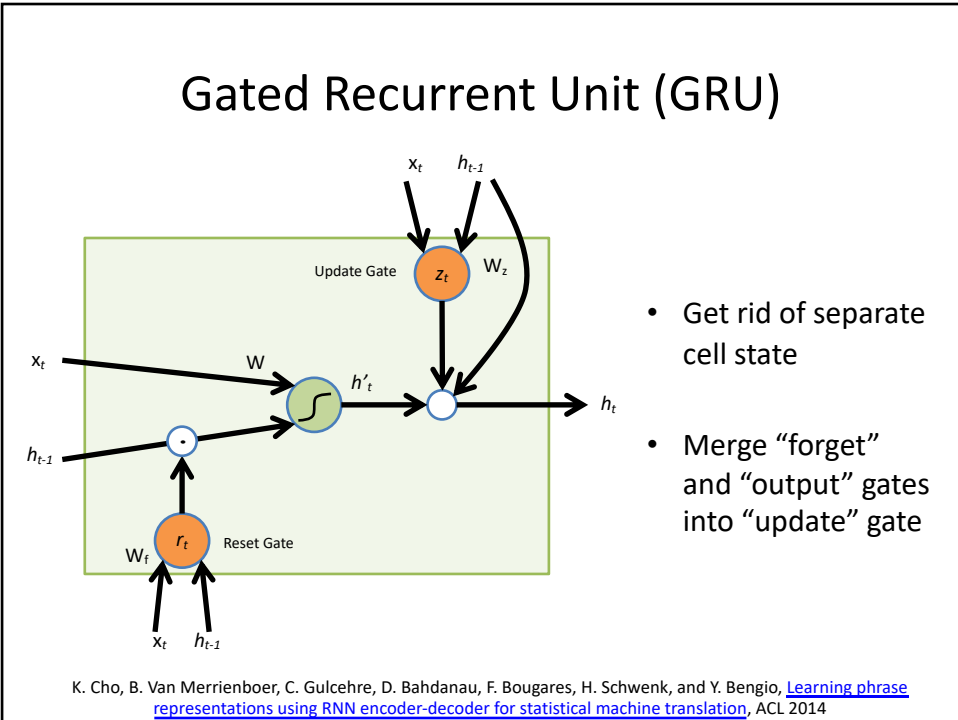 Gated Recurrent Unit (GRU)
xt ht-1
Update Gate zt Wz
xt W h't
ht
ht-1
Wf rt Reset Gate
xt ht-1
• Get rid of separate
cell state
• Merge “forget”
and “output” gates
into “update” gate
K. Cho, B. Van Merrienboer, C. Gulcehre, D. Bahdanau, F. Bougares, H. Schwenk, and Y. Bengio, Learning phrase
representations using RNN encoder-decoder for statistical machine translation, ACL 2014